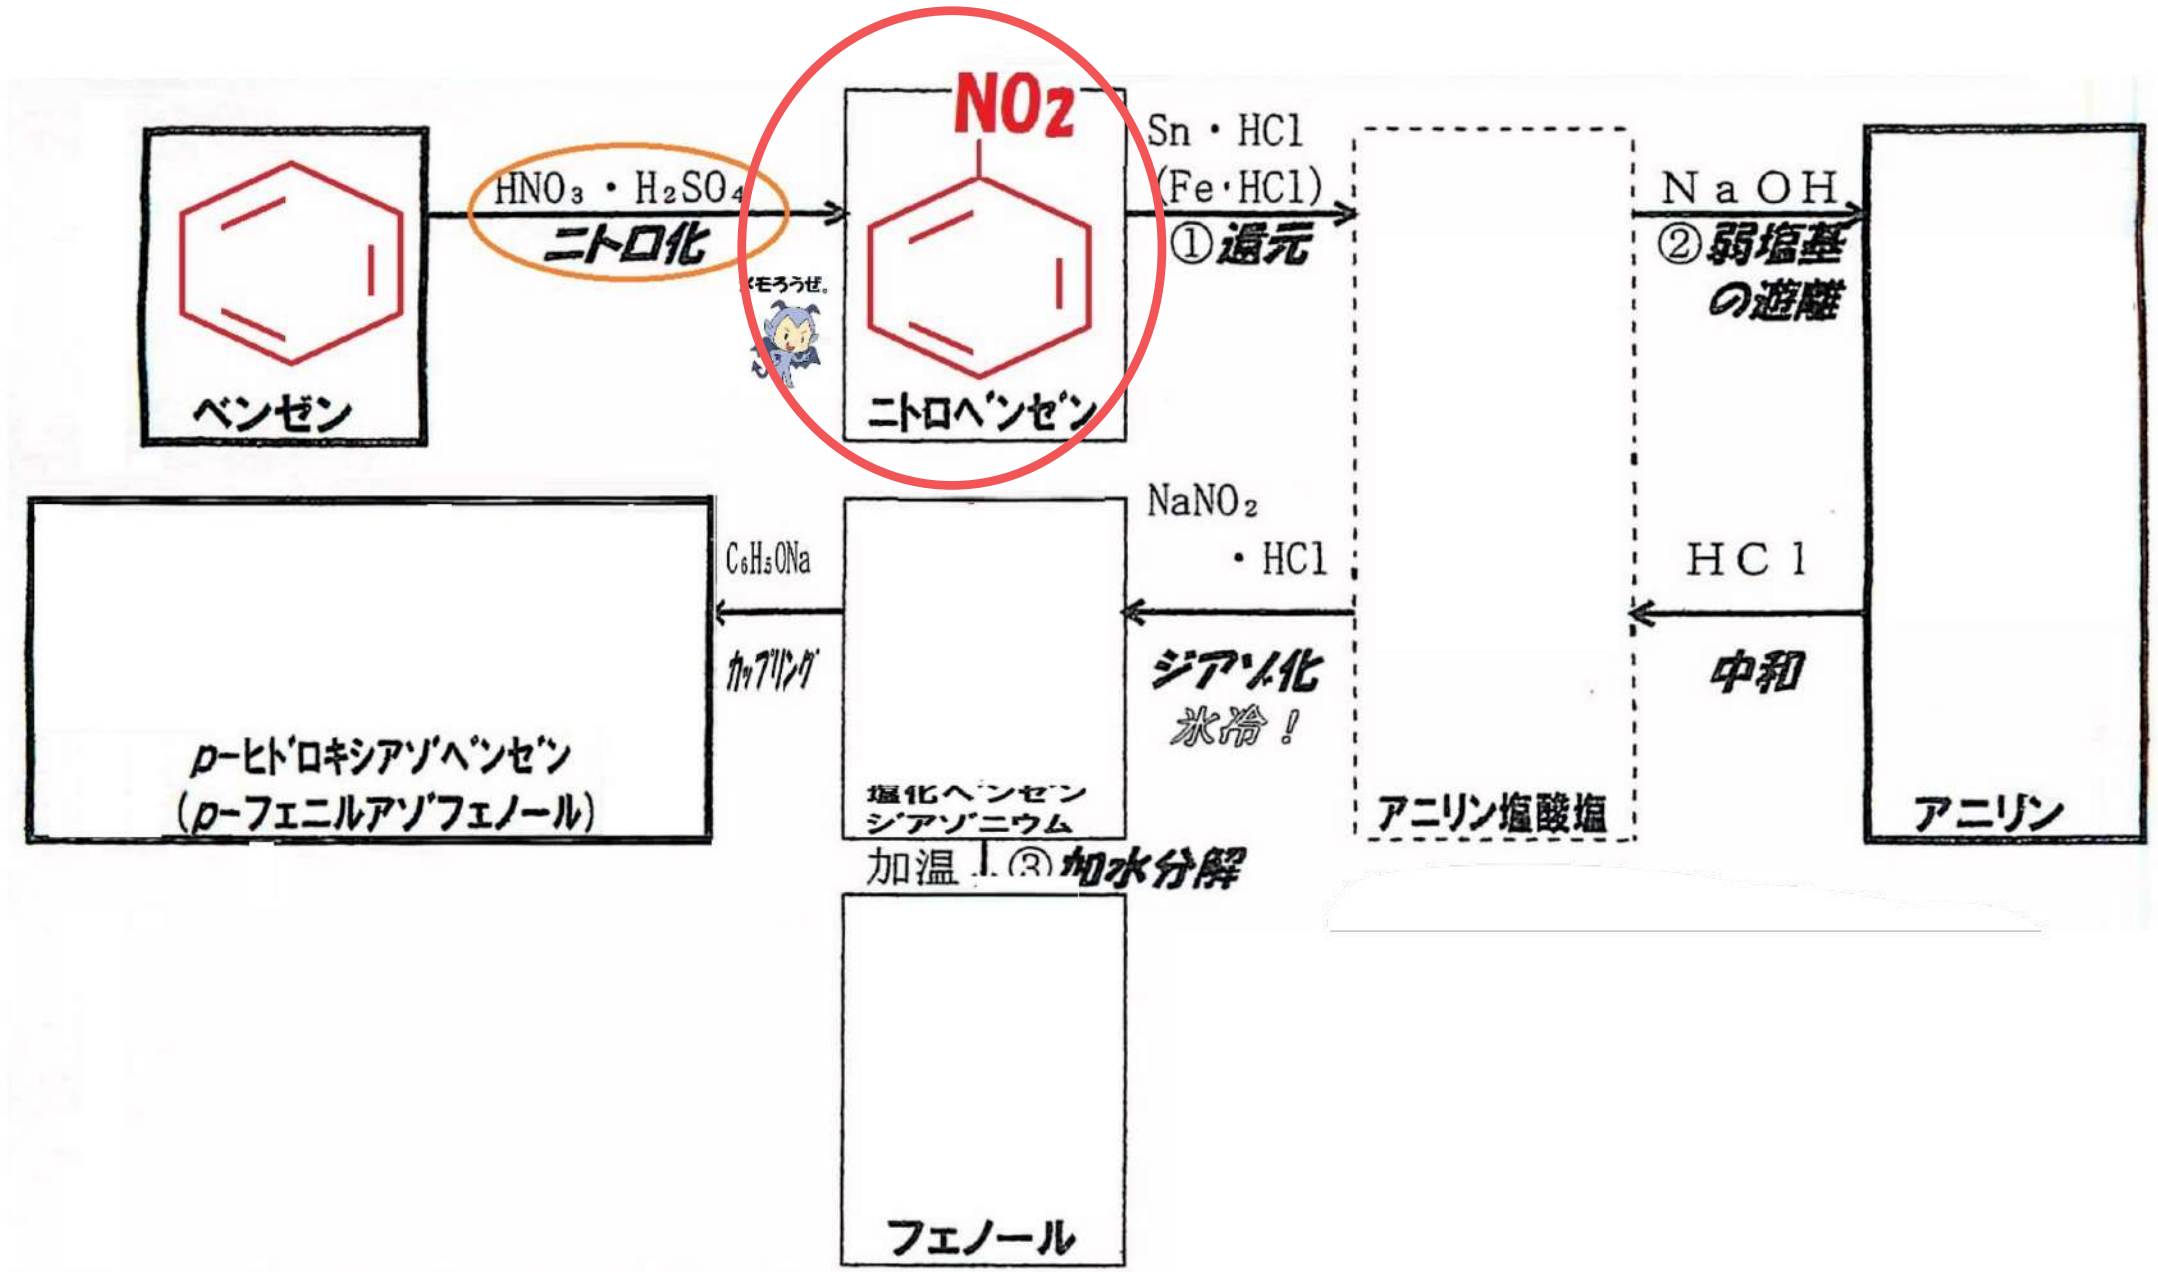 NO2
HNO₃・H₂SO₄
ニトロ化
メモろうぜ。
ベンゼン
ニトロベンゼン
Sn・HCl
(Fe・HCl)
①還元
NaOH
②弱塩基
の遊離
C₆H₅ONa
カップリング
NaNO₂
・HCl
ジアゾ化
氷冷!
HCl
中和
p-ヒドロキシアゾベンゼン
(p-フェニルアゾフェノール)
塩化ベンゼン
ジアゾニウム
アニリン塩酸塩
アニリン
加温 ③加水分解
フェノール